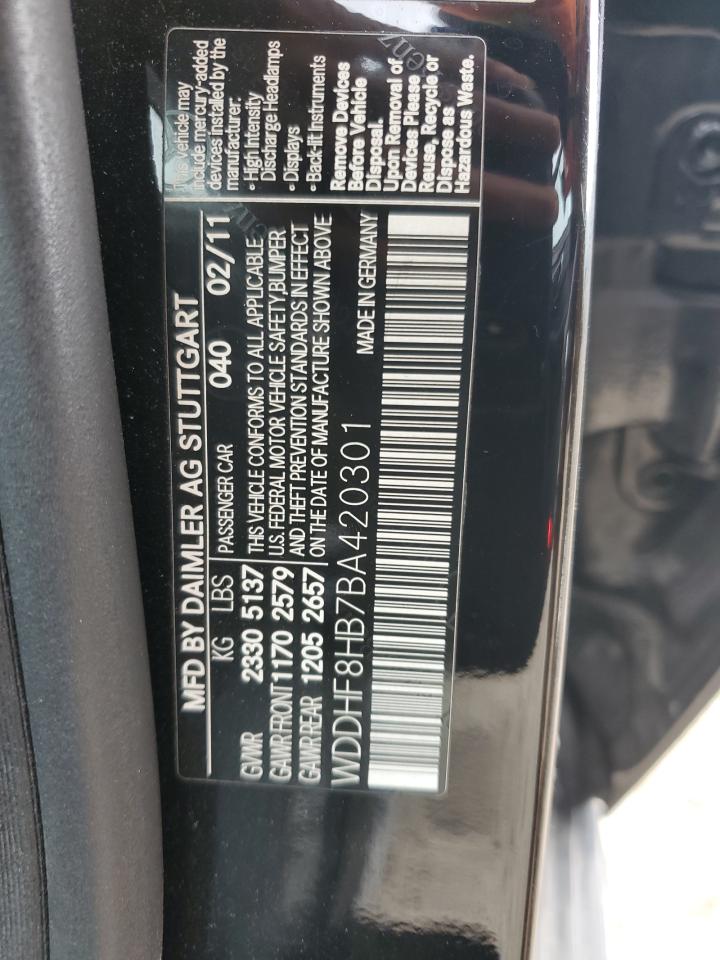 MFD BY DAIMLER AG STUTTGART
KG LBS PASSENGER CAR 040 02/11
GVWR 2330 5137 THIS VEHICLE CONFORMS TO ALL APPLICABLE
GAWR FRONT 1170 2579 U.S. FEDERAL MOTOR VEHICLE SAFETY,BUMPER
GAWR REAR 1205 2657 AND THEFT PREVENTION STANDARDS IN EFFECT
ON THE DATE OF MANUFACTURE SHOWN ABOVE
WDDHF8HB7BA420301 MADE IN GERMANY
This vehicle may
include mercury-added
devices installed by the
manufacturer:
• High Intensity
Discharge Headlamps
• Displays
• Back-lit Instruments
Remove Devices
Before Vehicle
Disposal.
Upon Removal of
Devices Please
Reuse, Recycle or
Dispose as
Hazardous Waste.